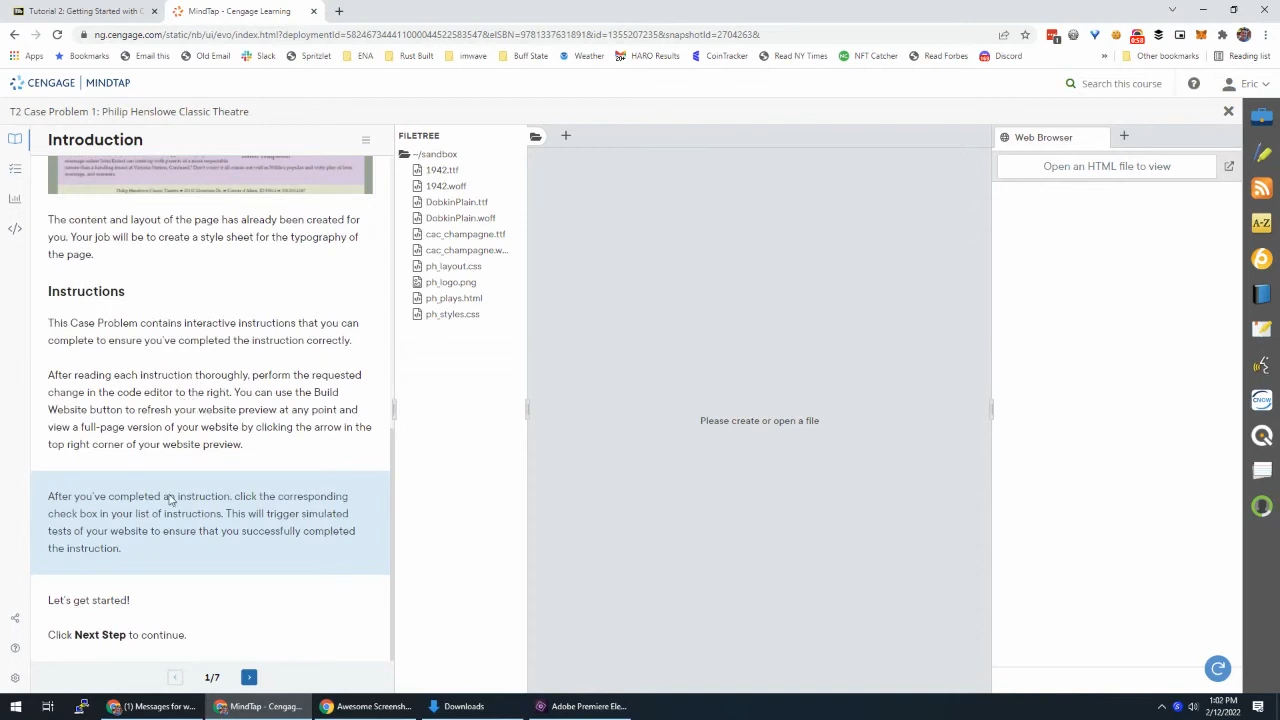 Tutorial 2: Getting Started with C
MindTap - Cengage Learning
ng.cengage.com/static/nb/ui/evo/index.html?deploymentId=58246734441100044522583547&eISBN=9781337631891&id=1355207235&snapshotId=2704263&
Apps Bookmarks Email this Old Email Slack Spritzlet ENA Rust Built imwave Buff State Weather HARO Results CoinTracker Read NY Times NFT Catcher Read Forbes Discord Other bookmarks Reading list
CENGAGE MINDTAP
Search this course
Eric
T2 Case Problem 1: Philip Henslowe Classic Theatre
Introduction
The content and layout of the page has already been created for
you. Your job will be to create a style sheet for the typography of
the page.
Instructions
This Case Problem contains interactive instructions that you can
complete to ensure you've completed the instruction correctly.
After reading each instruction thoroughly, perform the requested
change in the code editor to the right. You can use the Build
Website button to refresh your website preview at any point and
view a full-page version of your website by clicking the arrow in the
top right corner of your website preview.
After you've completed an instruction, click the corresponding
check box in your list of instructions. This will trigger simulated
tests of your website to ensure that you successfully completed
the instruction.
Let's get started!
Click Next Step to continue.
1/7
FILETREE
~/sandbox
1942.ttf
1942.woff
DobkinPlain.ttf
DobkinPlain.woff
cac_champagne.ttf
cac_champagne.w...
ph_layout.css
ph_logo.png
ph_plays.html
ph_styles.css
Please create or open a file
Web Browser
Open an HTML file to view
A-Z
CNOW
(1) Messages for w...
MindTap - Cengag...
Awesome Screensh...
Downloads
Adobe Premiere Ele...
1:02 PM
2/12/2022